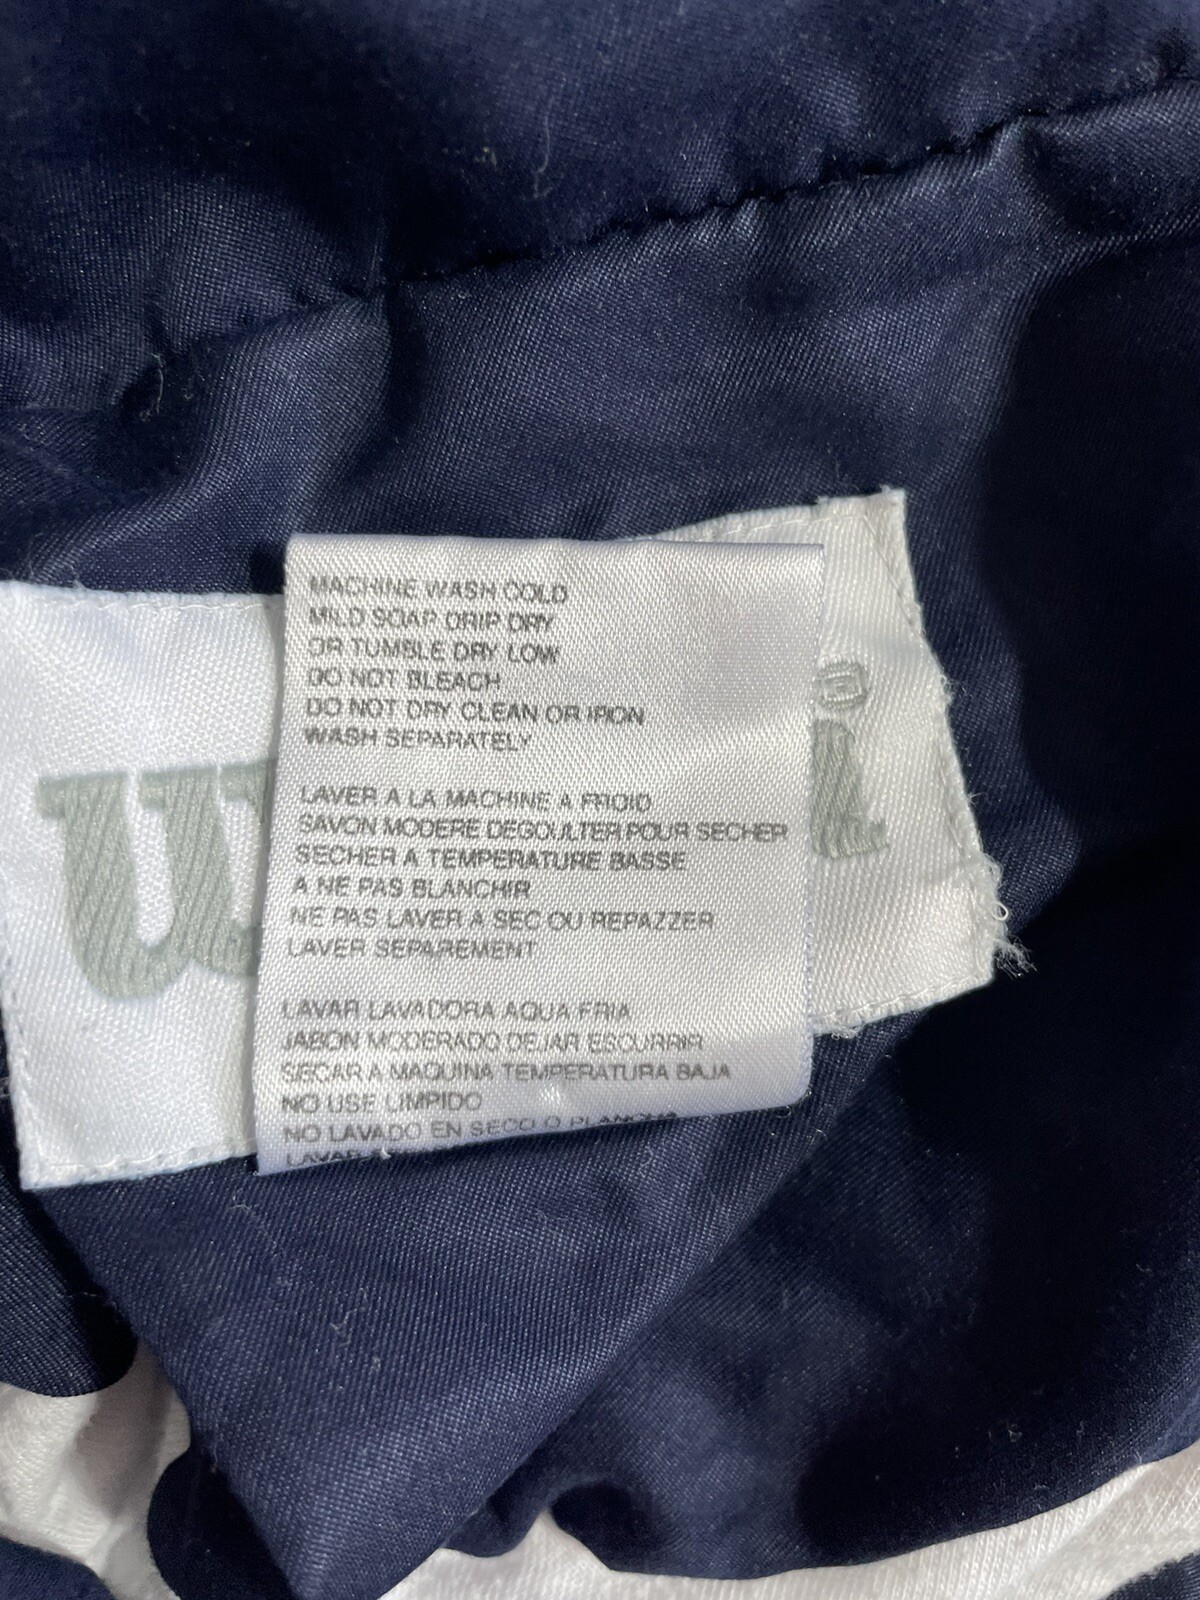 MACHINE WASH COLD
MILD SOAP DRIP DRY
OR TUMBLE DRY LOW
DO NOT BLEACH
DO NOT DRY CLEAN OR IRON
WASH SEPARATELY
LAVER A LA MACHINE A FROID
SAVON MODERE DEGOULTER POUR SECHER
SECHER A TEMPERATURE BASSE
A NE PAS BLANCHIR
NE PAS LAVER A SEC OU REPAZZER
LAVER SEPAREMENT
LAVAR LAVADORA AQUA FRIA
JABON MODERADO DEJAR ESCURRIR
SECAR A MAQUINA TEMPERATURA BAJA
NO USE LIMPIDO
NO LAVADO EN SECO O PLANCHA
LAVAR